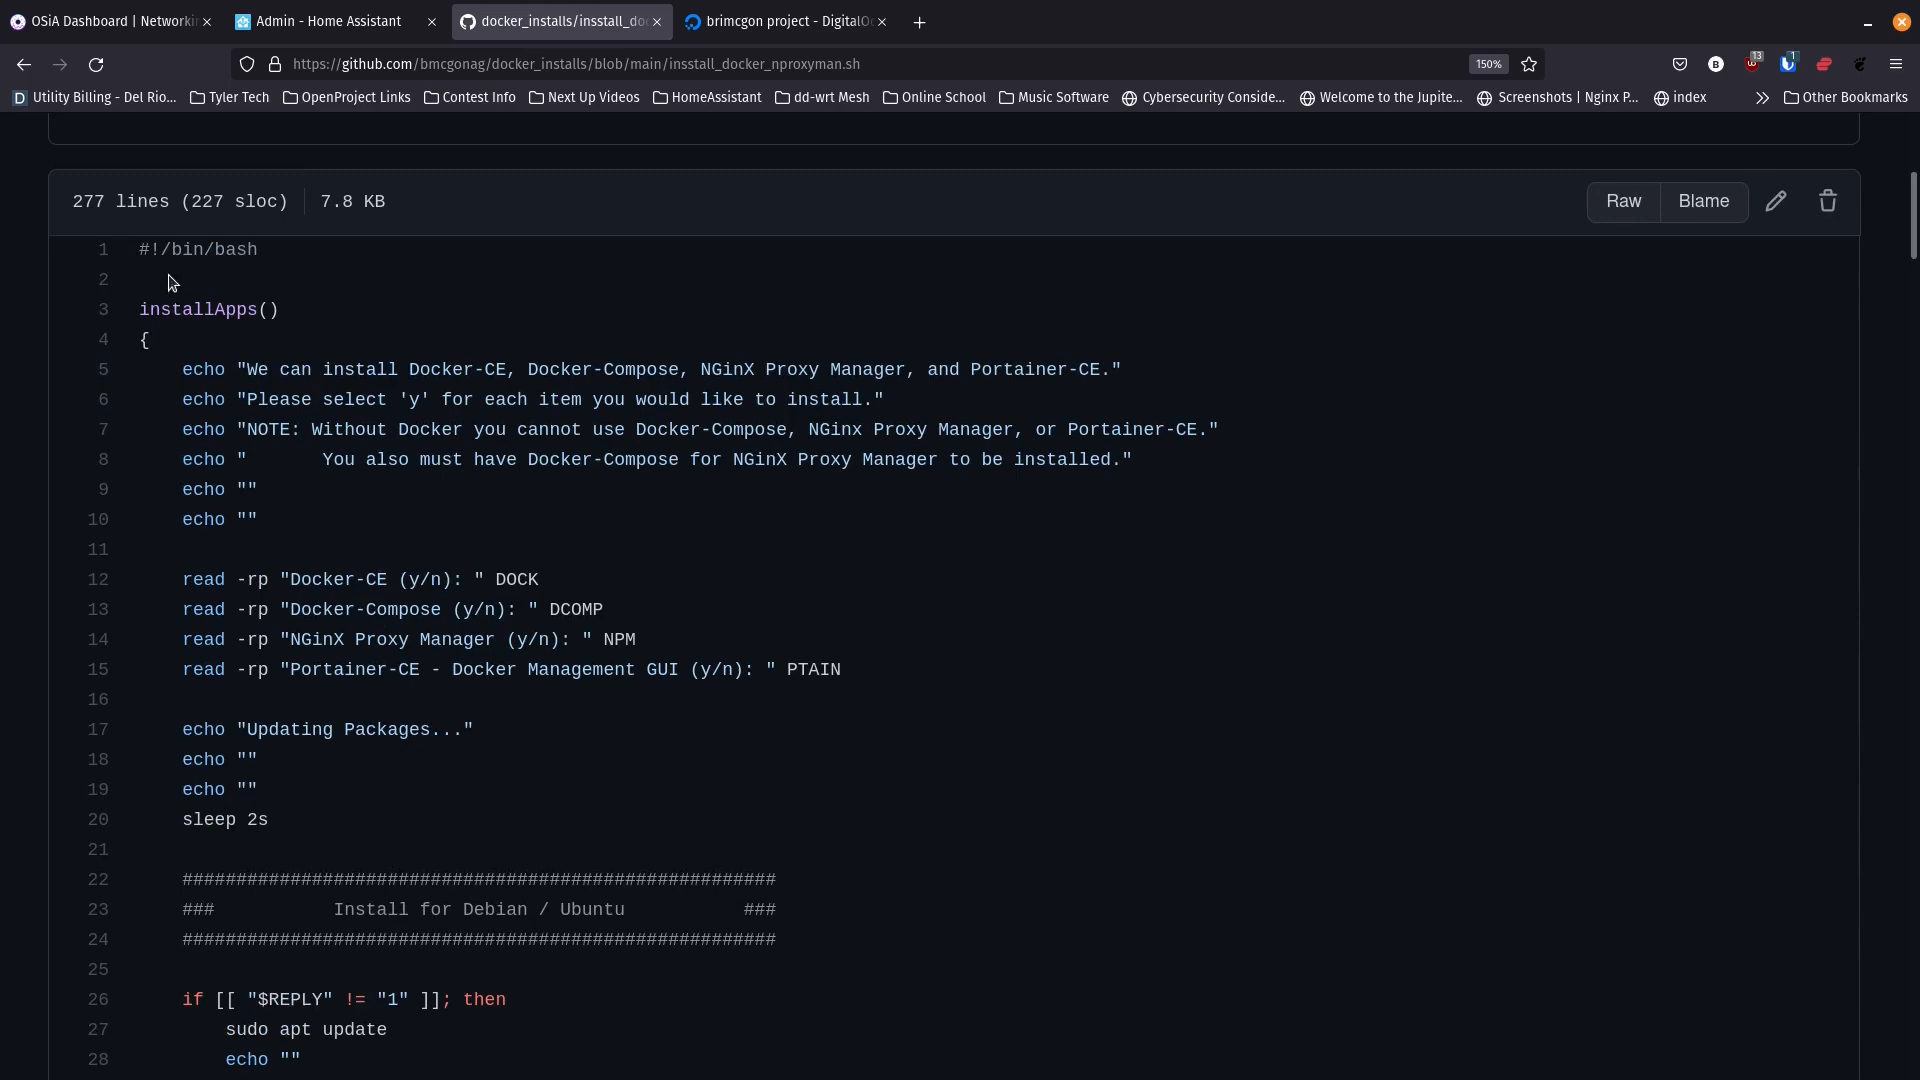 OSiA Dashboard | Networkin
Admin - Home Assistant
docker_installs/insstall_doc
brimcgon project - DigitalOc
https://github.com/bmcgonag/docker_installs/blob/main/insstall_docker_nproxyman.sh
150%
13
1
Utility Billing - Del Rio...
Tyler Tech
OpenProject Links
Contest Info
Next Up Videos
HomeAssistant
dd-wrt Mesh
Online School
Music Software
Cybersecurity Conside...
Welcome to the Jupite...
Screenshots | Nginx P...
index
Other Bookmarks
277 lines (227 sloc)
7.8 KB
Raw
Blame
1 #!/bin/bash
2
3 installApps()
4 {
5 echo "We can install Docker-CE, Docker-Compose, NGinX Proxy Manager, and Portainer-CE."
6 echo "Please select 'y' for each item you would like to install."
7 echo "NOTE: Without Docker you cannot use Docker-Compose, NGinx Proxy Manager, or Portainer-CE."
8 echo "       You also must have Docker-Compose for NGinX Proxy Manager to be installed."
9 echo ""
10 echo ""
11
12 read -rp "Docker-CE (y/n): " DOCK
13 read -rp "Docker-Compose (y/n): " DCOMP
14 read -rp "NGinX Proxy Manager (y/n): " NPM
15 read -rp "Portainer-CE - Docker Management GUI (y/n): " PTAIN
16
17 echo "Updating Packages..."
18 echo ""
19 echo ""
20 sleep 2s
21
22 #######################################################
23 ###           Install for Debian / Ubuntu           ###
24 #######################################################
25
26 if [[ "$REPLY" != "1" ]]; then
27 sudo apt update
28 echo ""